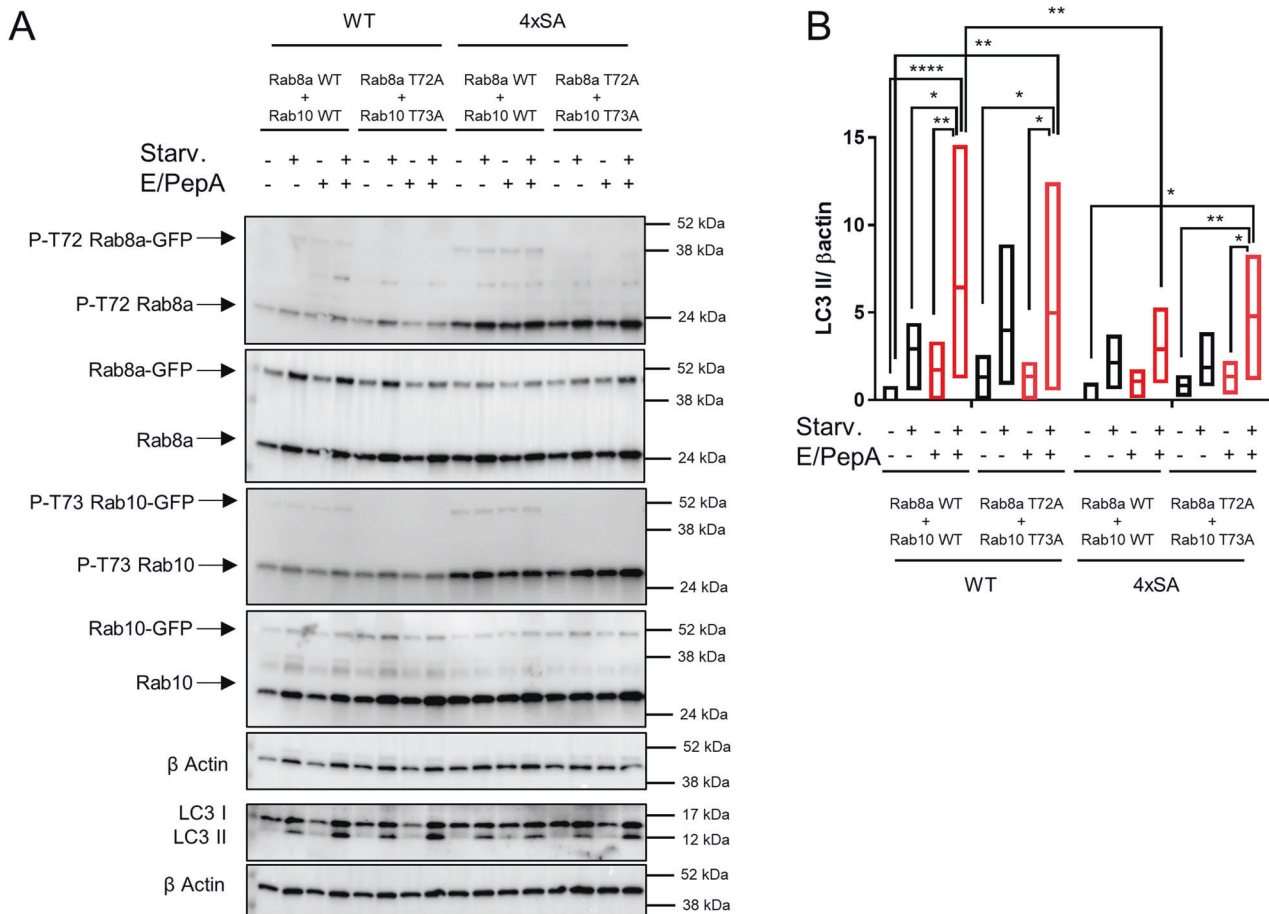 A
WT 4xSA
Rab8a WT Rab8a T72A Rab8a WT Rab8a T72A
+ + + +
Rab10 WT Rab10 T73A Rab10 WT Rab10 T73A
Starv. - + - + - + - + - + - + - + - +
E/PepA - - + + - - + + - - + + - - + +
P-T72 Rab8a-GFP
52 kDa
38 kDa
P-T72 Rab8a
24 kDa
Rab8a-GFP
52 kDa
38 kDa
Rab8a
24 kDa
P-T73 Rab10-GFP
52 kDa
38 kDa
P-T73 Rab10
24 kDa
Rab10-GFP
52 kDa
38 kDa
Rab10
24 kDa
β Actin
52 kDa
38 kDa
LC3 I
17 kDa
LC3 II
12 kDa
β Actin
52 kDa
38 kDa
B
**
**
****
* *
** *
*
**
*
LC3 II/ βactin
15
10
5
0
Starv. - + - + - + - + - + - + - + - +
E/PepA - - + + - - + + - - + + - - + +
Rab8a WT Rab8a T72A Rab8a WT Rab8a T72A
+ + + +
Rab10 WT Rab10 T73A Rab10 WT Rab10 T73A
WT 4xSA